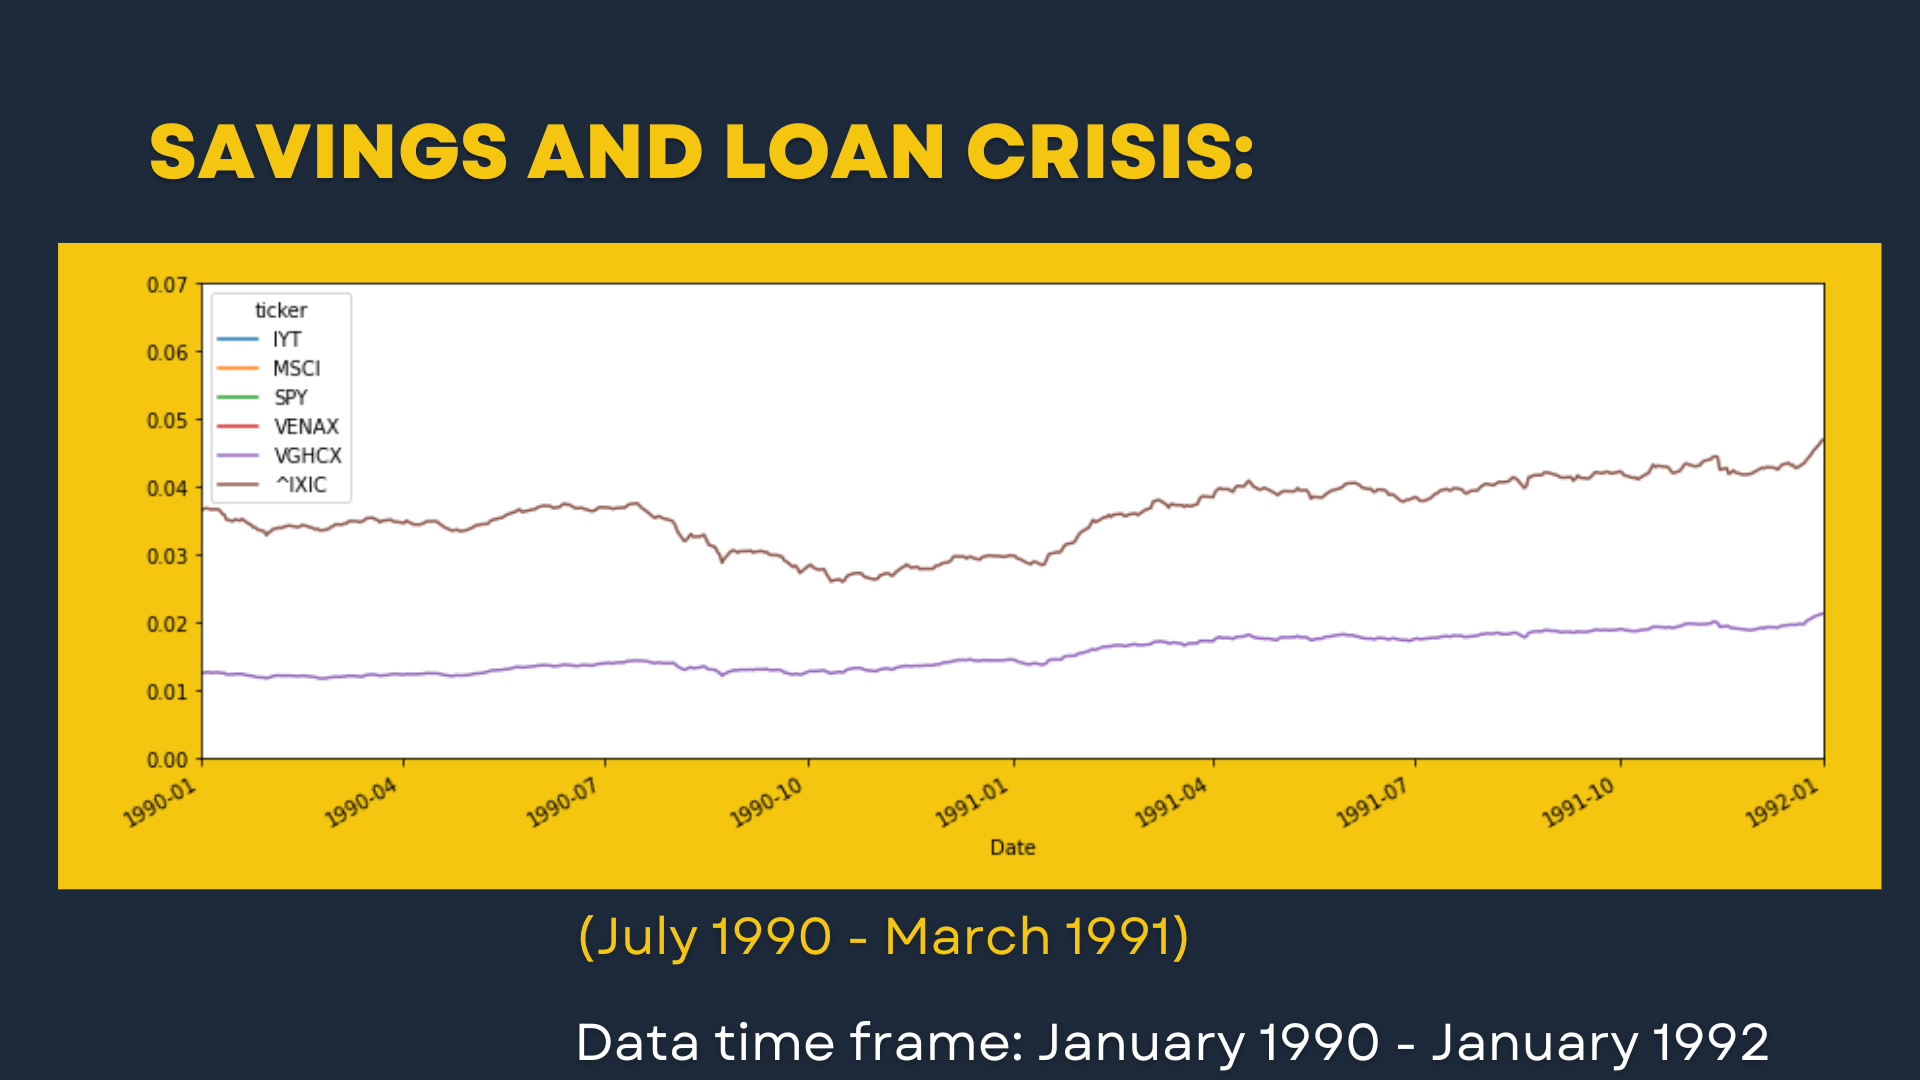 SAVINGS AND LOAN CRISIS:
0.07
0.06
0.05
0.04
0.03
0.02
0.01
0.00
ticker
IYT
MSCI
SPY
VENAX
VGHCX
^IXIC
1990-01
1990-04
1990-07
1990-10
1991-01
1991-04
1991-07
1991-10
1992-01
Date
(July 1990 - March 1991)
Data time frame: January 1990 - January 1992